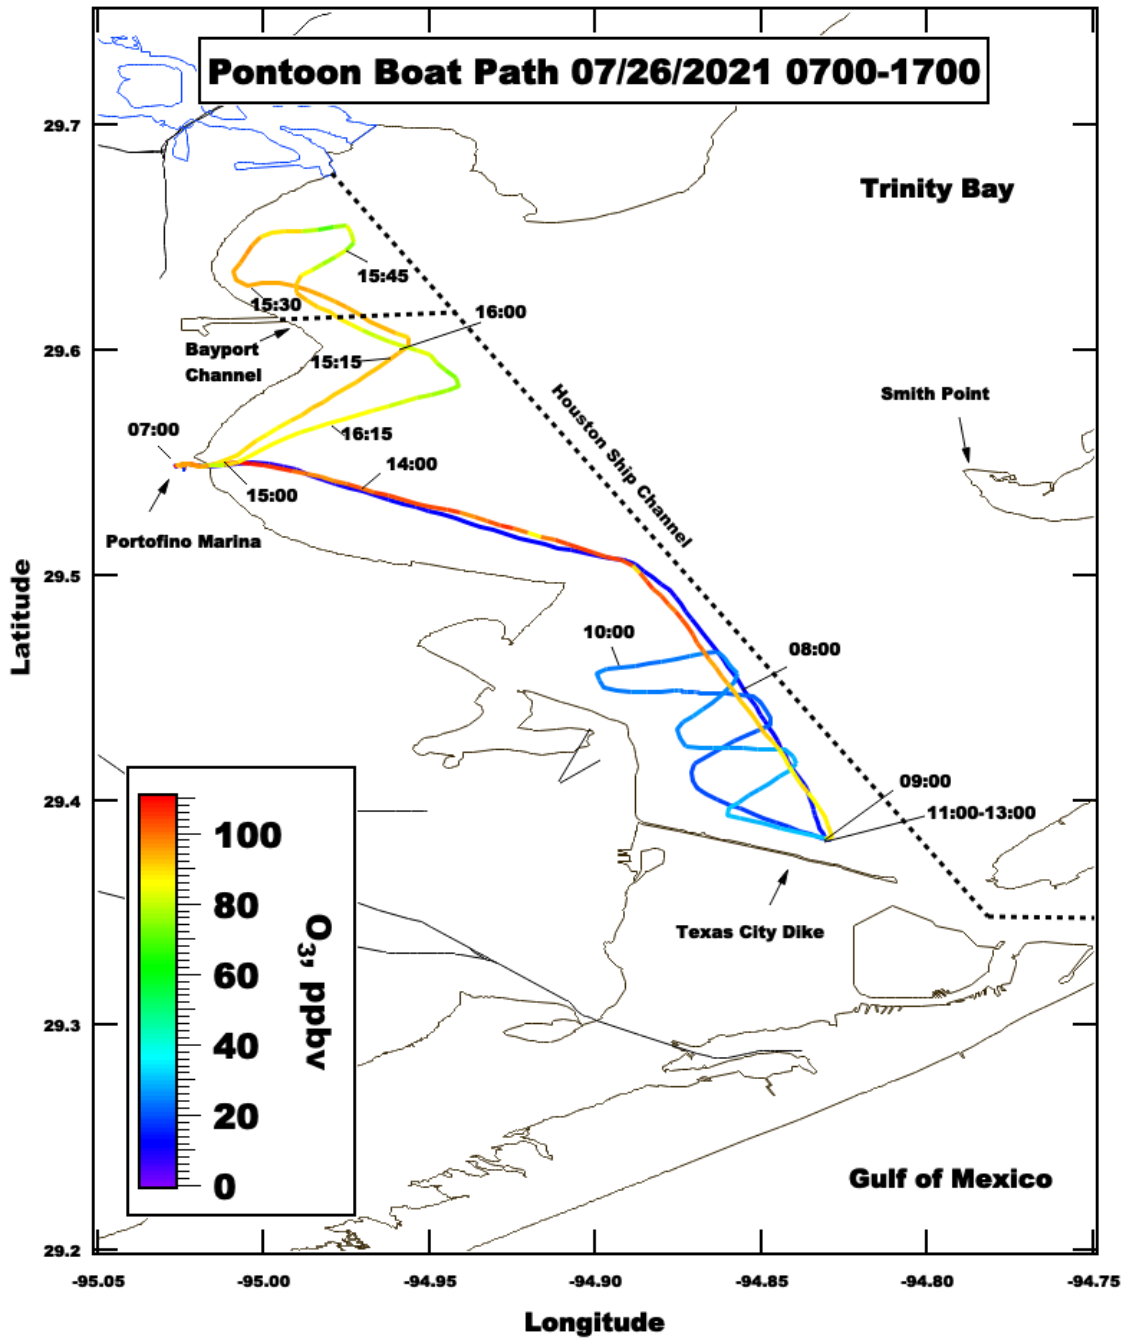 Pontoon Boat Path 07/26/2021 0700-1700
29.7
Trinity Bay
15:45
15:30
16:00
Bayport
Channel
15:15
29.6
Smith Point
Houston Ship Channel
07:00
16:15
14:00
15:00
Portofino Marina
29.5
Latitude
10:00
08:00
09:00
11:00-13:00
29.4
Texas City Dike
100
80
60
40
20
0
O3, ppbv
29.3
Gulf of Mexico
29.2
-95.05
-95.00
-94.95
-94.90
-94.85
-94.80
-94.75
Longitude